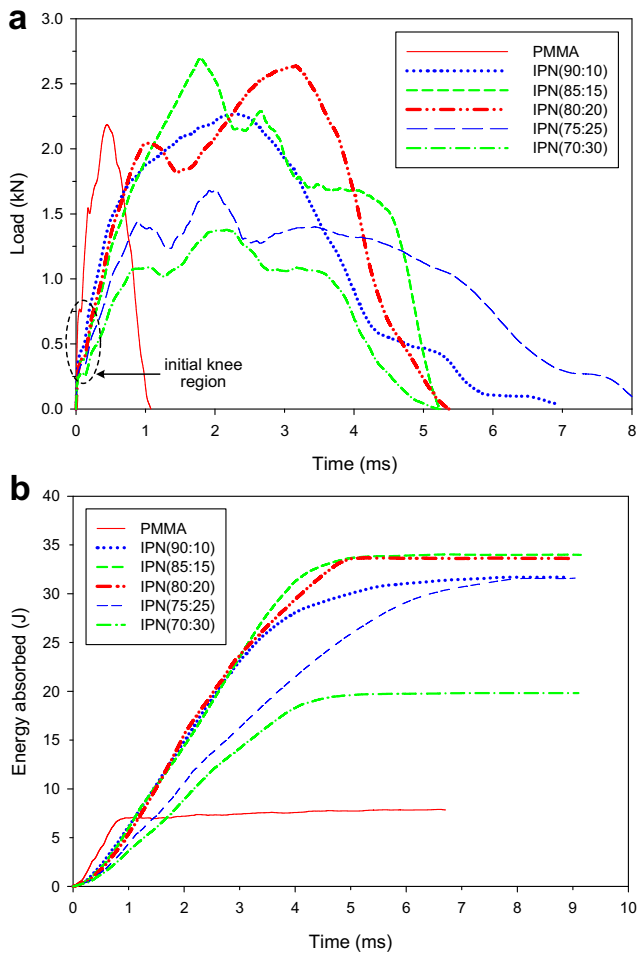 a
3.0
2.5
2.0
1.5
1.0
0.5
0.0
Load (kN)
PMMA
IPN(90:10)
IPN(85:15)
IPN(80:20)
IPN(75:25)
IPN(70:30)
initial knee
region
0 1 2 3 4 5 6 7 8
Time (ms)
b
40
35
30
25
20
15
10
5
0
Energy absorbed (J)
PMMA
IPN(90:10)
IPN(85:15)
IPN(80:20)
IPN(75:25)
IPN(70:30)
0 1 2 3 4 5 6 7 8 9 10
Time (ms)